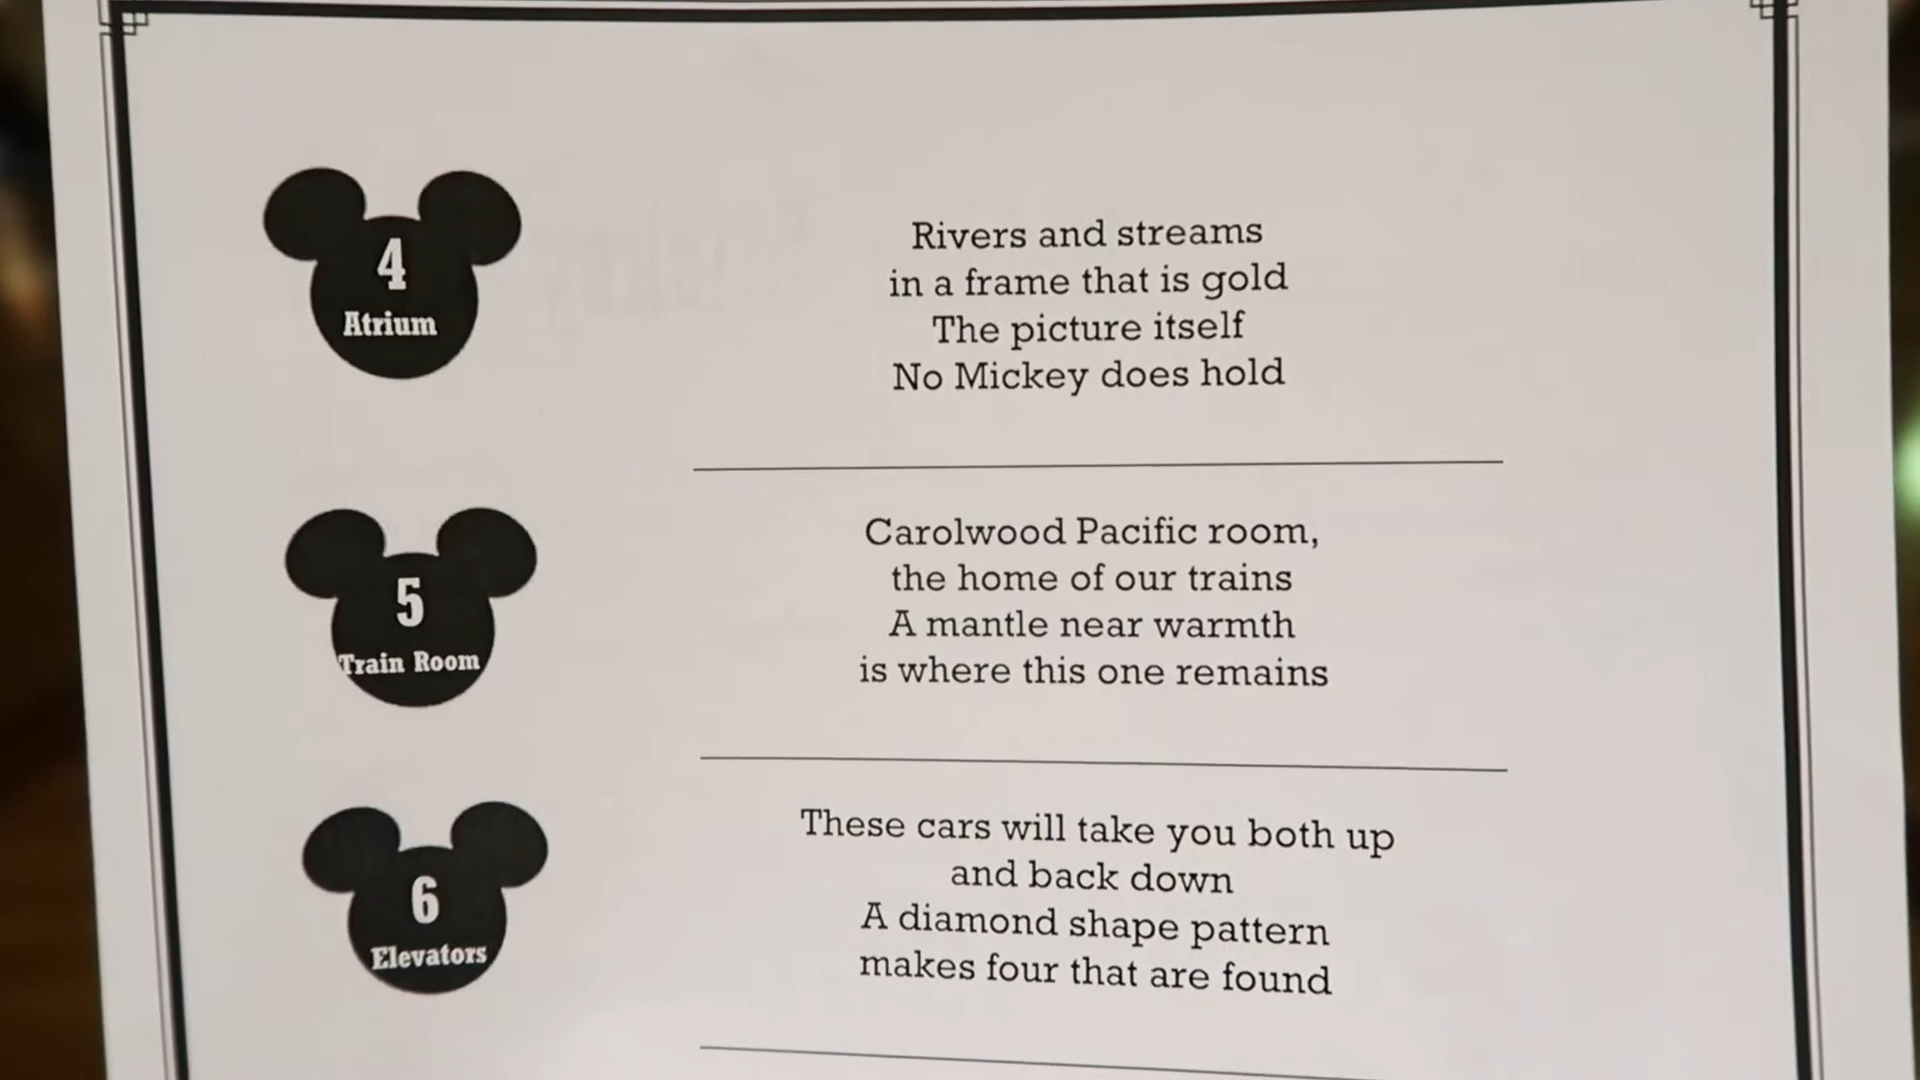 4
Atrium
Rivers and streams
in a frame that is gold
The picture itself
No Mickey does hold
5
Train Room
Carolwood Pacific room,
the home of our trains
A mantle near warmth
is where this one remains
6
Elevators
These cars will take you both up
and back down
A diamond shape pattern
makes four that are found